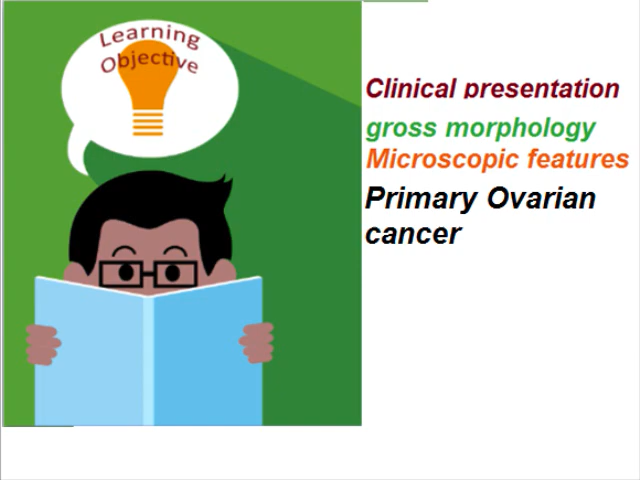 Learning
Objective
Clinical presentation
gross morphology
Microscopic features
Primary Ovarian
cancer